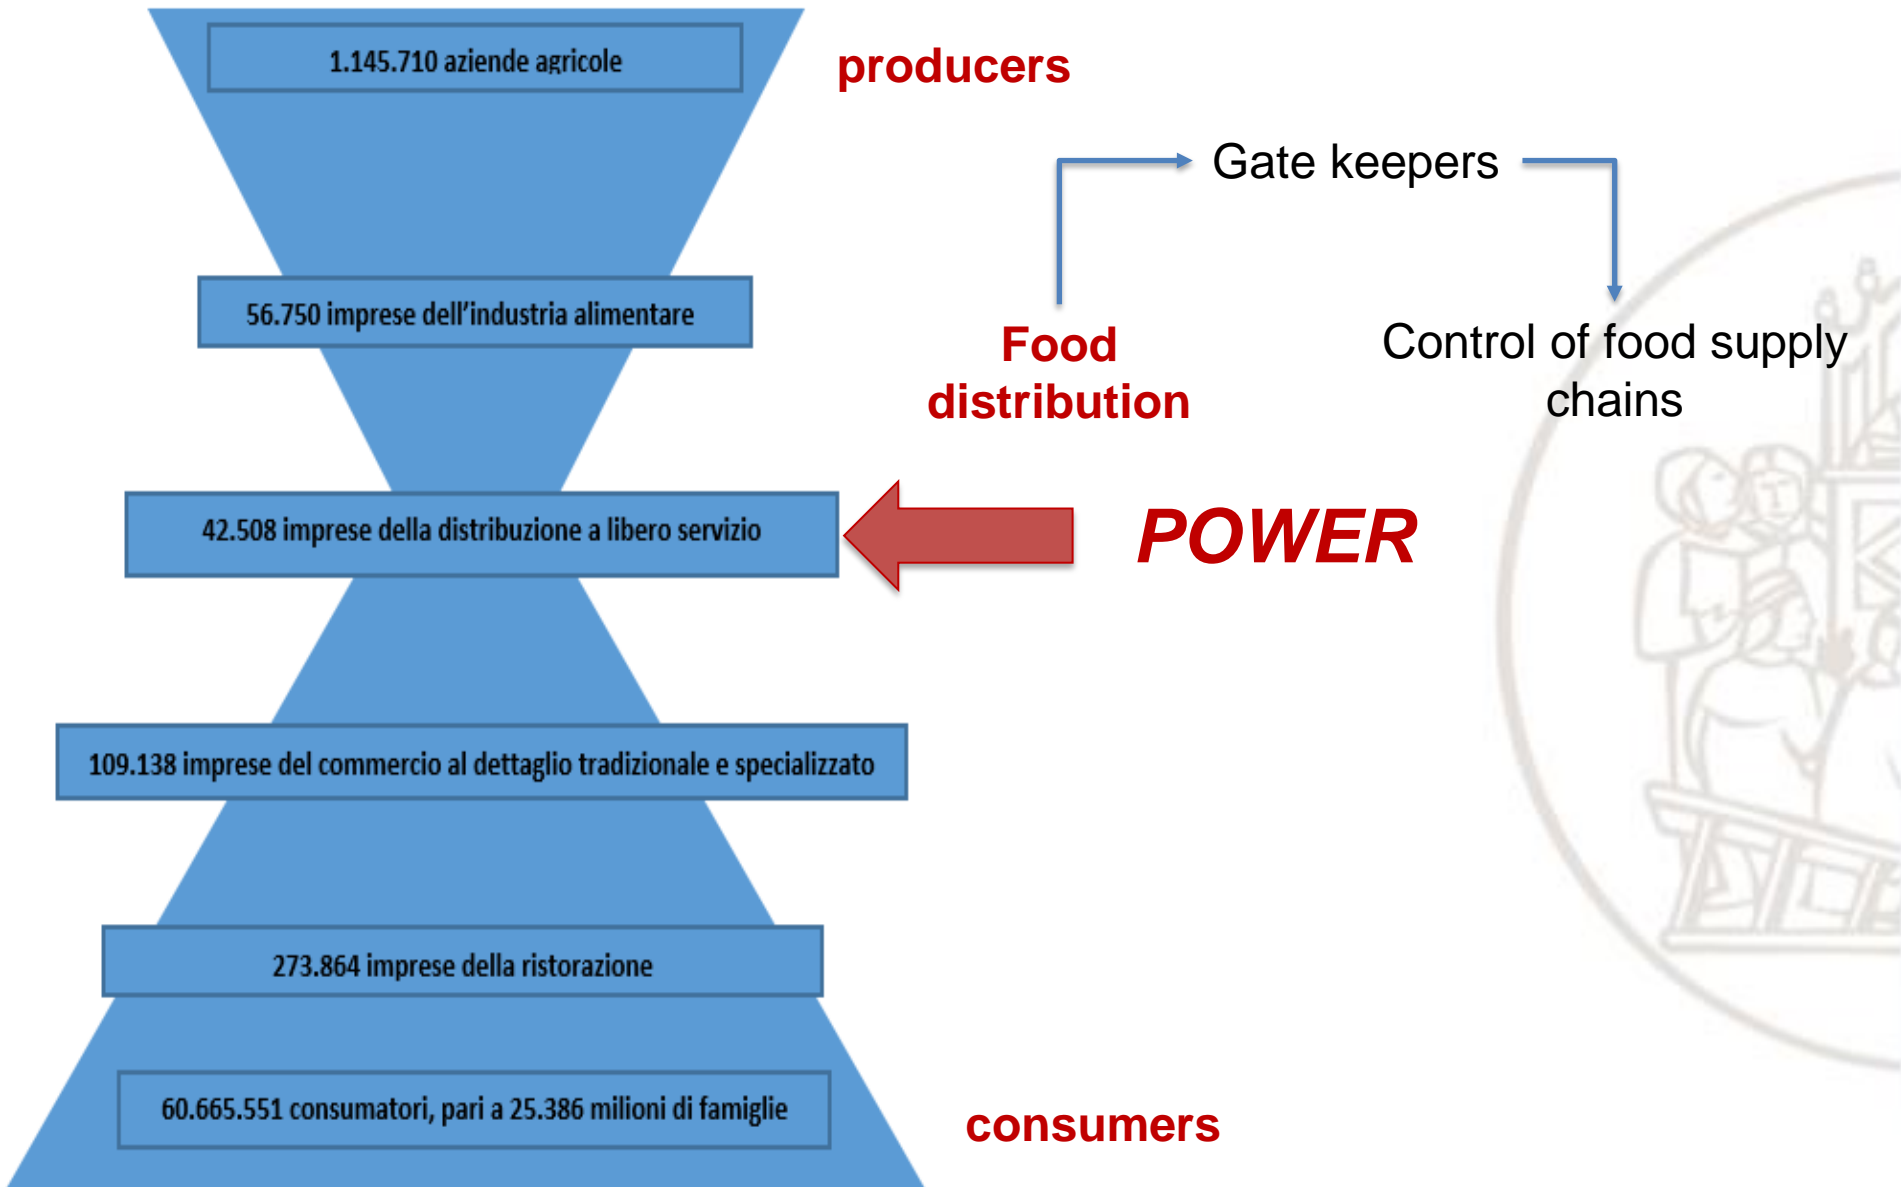 1.145.710 aziende agricole
producers
Gate keepers
56.750 imprese dell'industria alimentare
Food
distribution
Control of food supply
chains
42.508 imprese della distribuzione a libero servizio
POWER
109.138 imprese del commercio al dettaglio tradizionale e specializzato
273.864 imprese della ristorazione
60.665.551 consumatori, pari a 25.386 milioni di famiglie
consumers